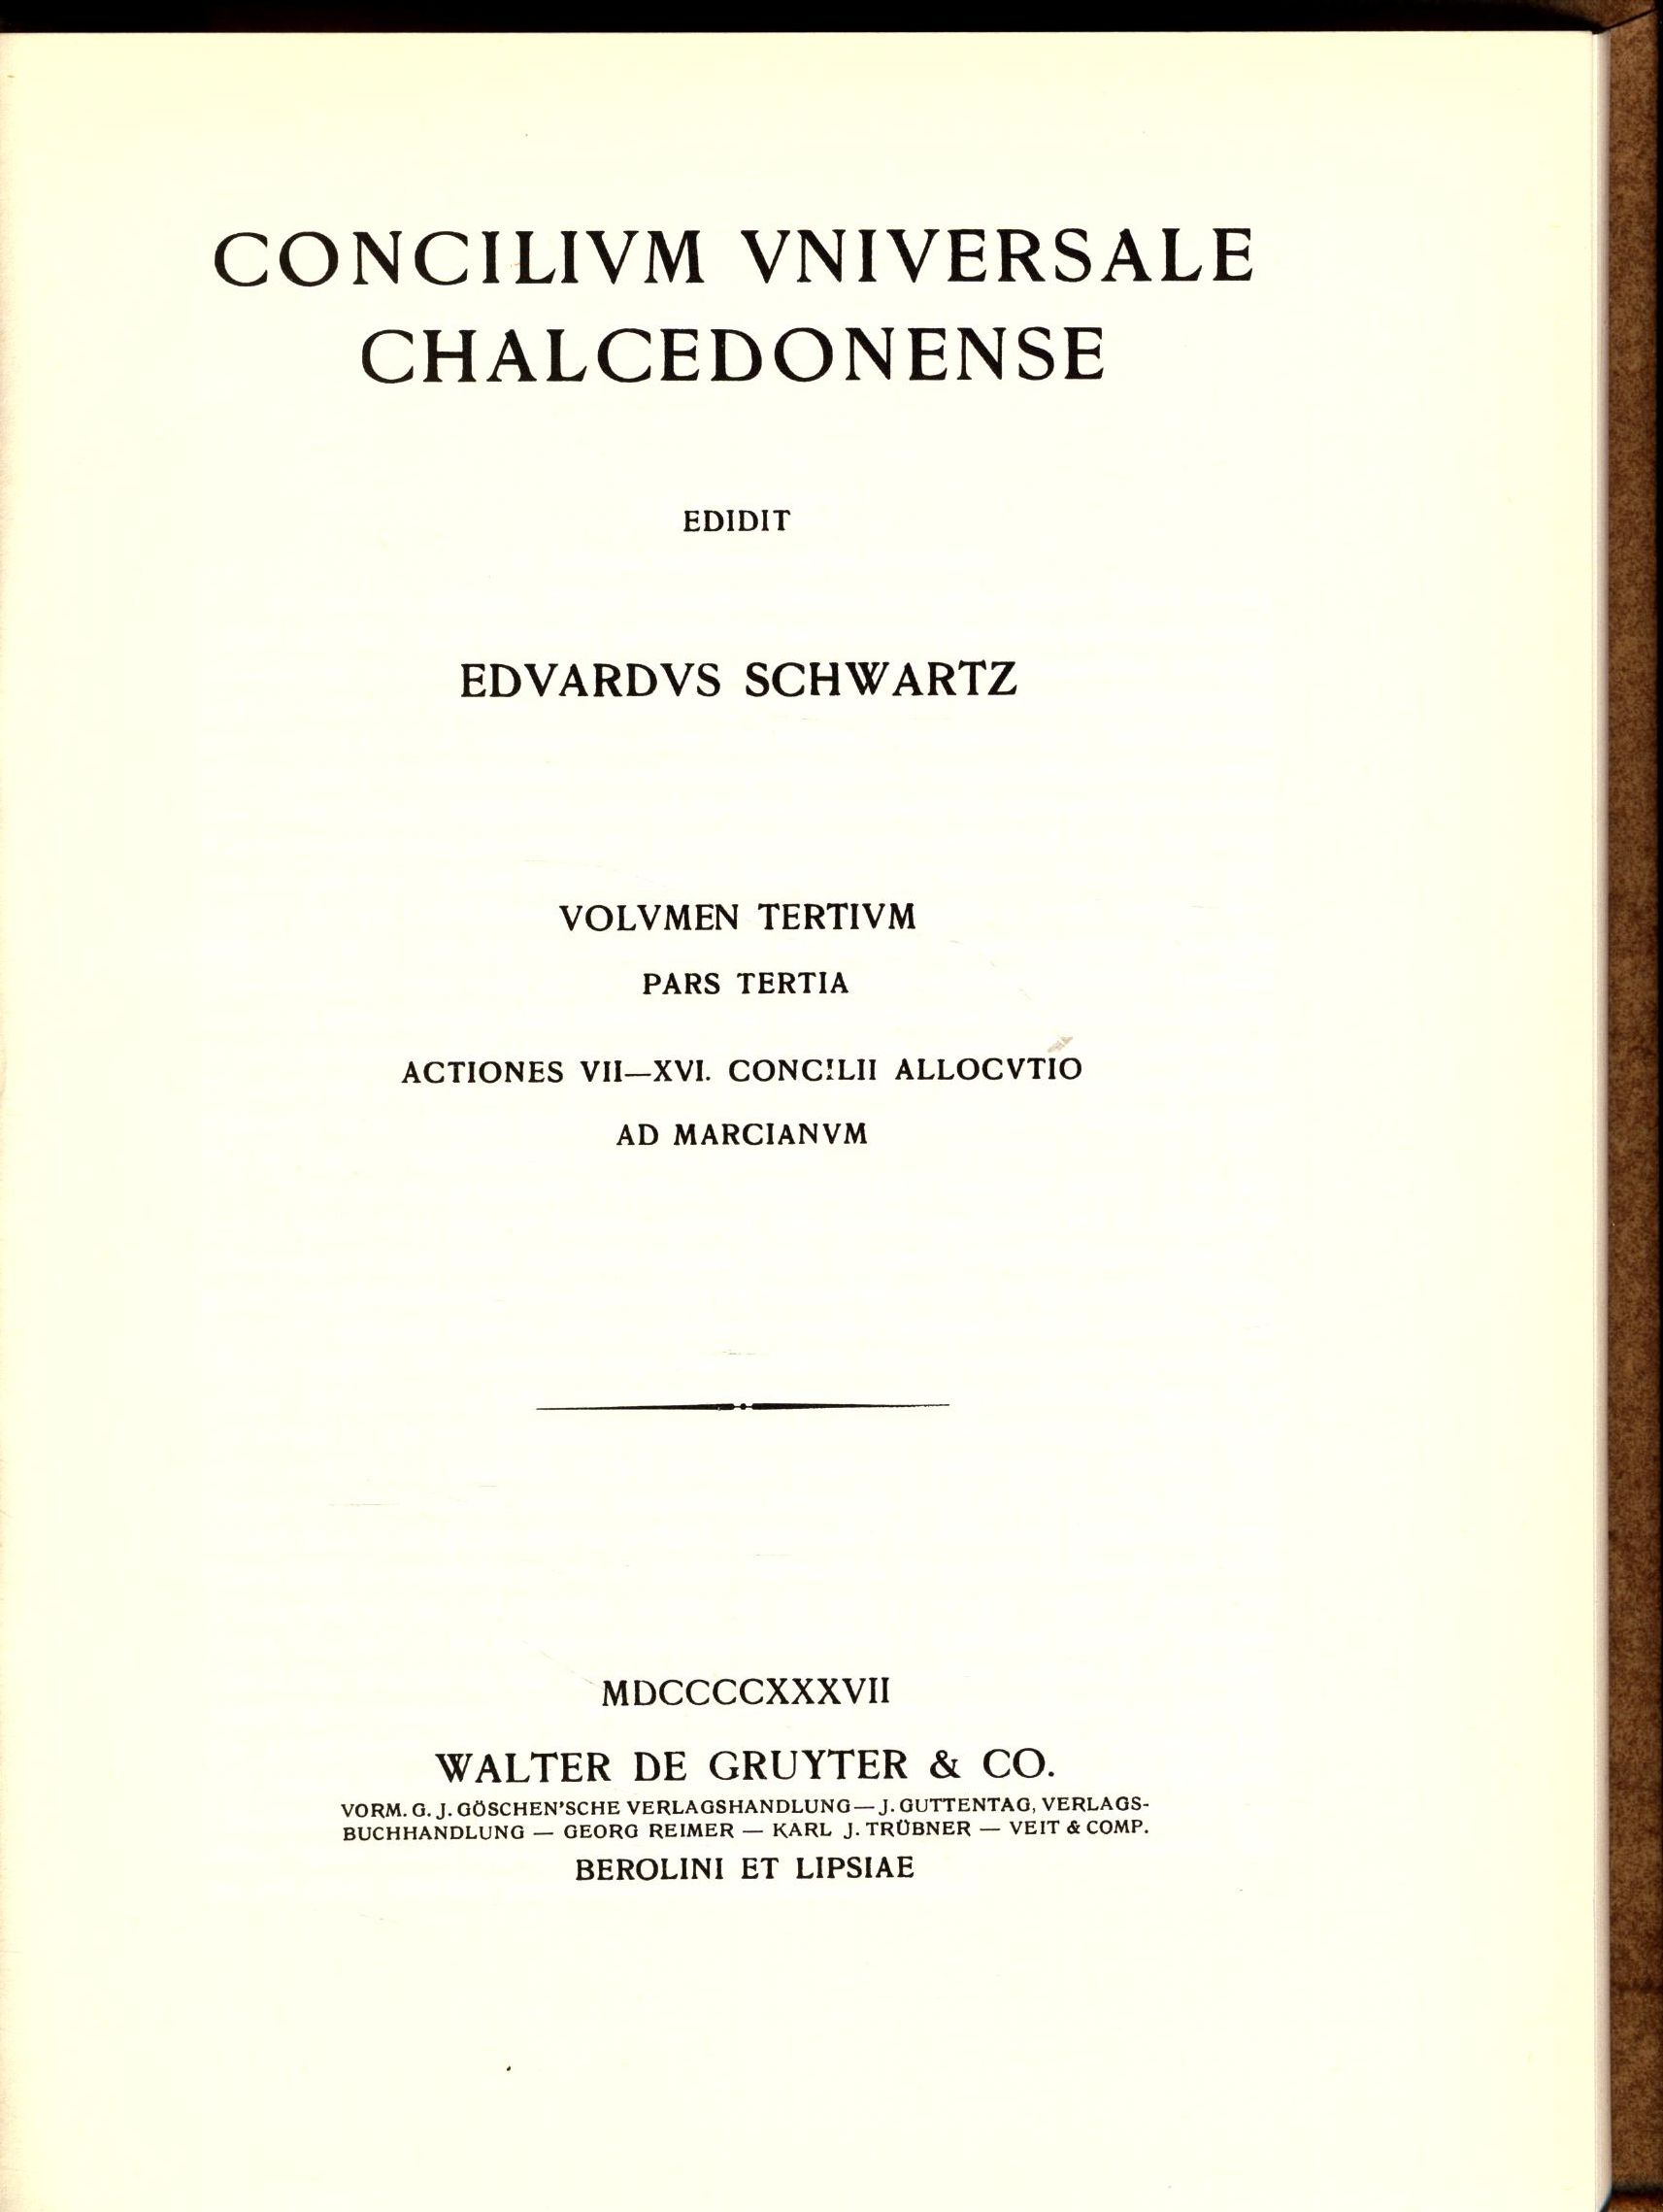 CONCILIVM VNIVERSALE
CHALCEDONENSE
EDIDIT
EDVARDVS SCHWARTZ
VOLVMEN TERTIVM
PARS TERTIA
ACTIONES VII—XVI. CONCILII ALLOCVTIO
AD MARCIANVM
MDCCCCXXXVII
WALTER DE GRUYTER & CO.
VORM. G. J. GÖSCHEN'SCHE VERLAGSHANDLUNG — J. GUTTENTAG, VERLAGS-
BUCHHANDLUNG — GEORG REIMER — KARL J. TRÜBNER — VEIT & COMP.
BEROLINI ET LIPSIAE